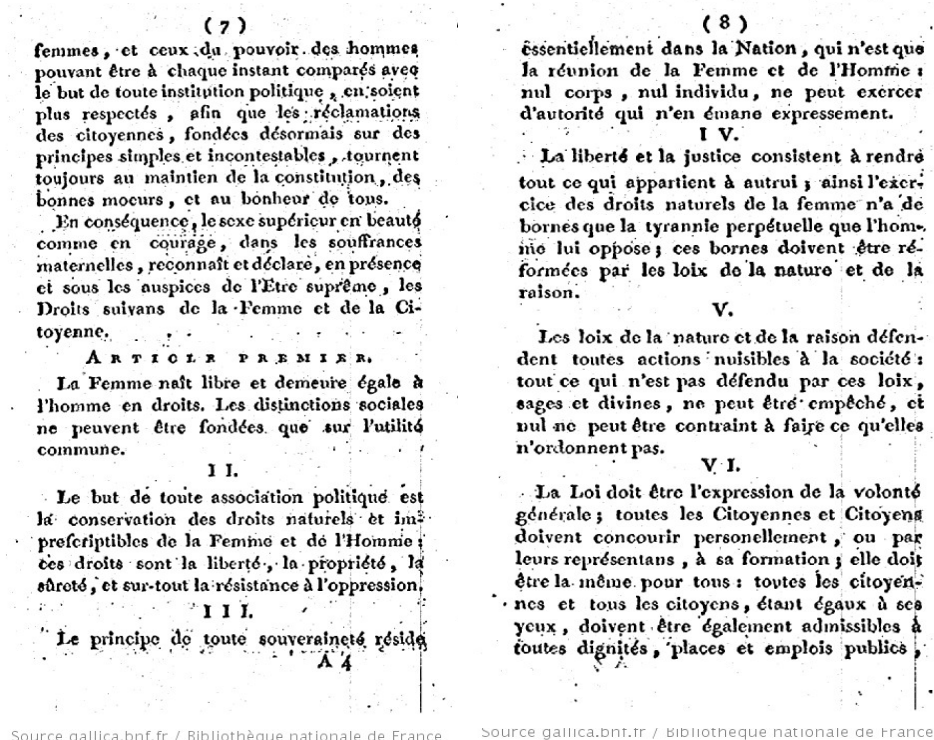 ( 7 )
femmes, et ceux du pouvoir des hommes
pouvant être à chaque instant comparés avec
le but de toute institution politique, en soient
plus respectés, afin que les réclamations
des citoyennes, fondées désormais sur des
principes simples et incontestables, tournent
toujours au maintien de la constitution, des
bonnes moeurs, et au bonheur de tous.
En conséquence, le sexe supérieur en beauté
comme en courage, dans les souffrances
maternelles, reconnaît et déclare, en présence
et sous les auspices de l'Etre suprême, les
Droits suivans de la Femme et de la Ci-
toyenne.
ARTICLE PREMIER.
La Femme naît libre et demeure égale à
l'homme en droits. Les distinctions sociales
ne peuvent être fondées que sur l'utilité
commune.
II.
Le but de toute association politique est
la conservation des droits naturels et im-
prescriptibles de la Femme et de l'Homme :
ces droits sont la liberté, la propriété, la
sûreté, et sur-tout la résistance à l'oppression.
III.
Le principe de toute souveraineté réside
A 4
Source gallica.bnf.fr / Bibliothèque nationale de France
( 8 )
essentiellement dans la Nation, qui n'est que
la réunion de la Femme et de l'Homme :
nul corps, nul individu, ne peut exercer
d'autorité qui n'en émane expressement.
IV.
La liberté et la justice consistent à rendre
tout ce qui appartient à autrui ; ainsi l'exer-
cice des droits naturels de la femme n'a de
bornes que la tyrannie perpétuelle que l'hom-
me lui oppose ; ces bornes doivent être ré-
formées par les loix de la nature et de la
raison.
V.
Les loix de la nature et de la raison défen-
dent toutes actions nuisibles à la société :
tout ce qui n'est pas défendu par ces loix,
sages et divines, ne peut être empêché, et
nul ne peut être contraint à faire ce qu'elles
n'ordonnent pas.
VI.
La Loi doit être l'expression de la volonté
générale ; toutes les Citoyennes et Citoyens
doivent concourir personellement, ou par
leurs représentans, à sa formation ; elle doit
être la même pour tous : toutes les citoyen-
nes et tous les citoyens, étant égaux à ses
yeux, doivent être également admissibles à
toutes dignités, places et emplois publics,
Source gallica.bnf.fr / Bibliothèque nationale de France